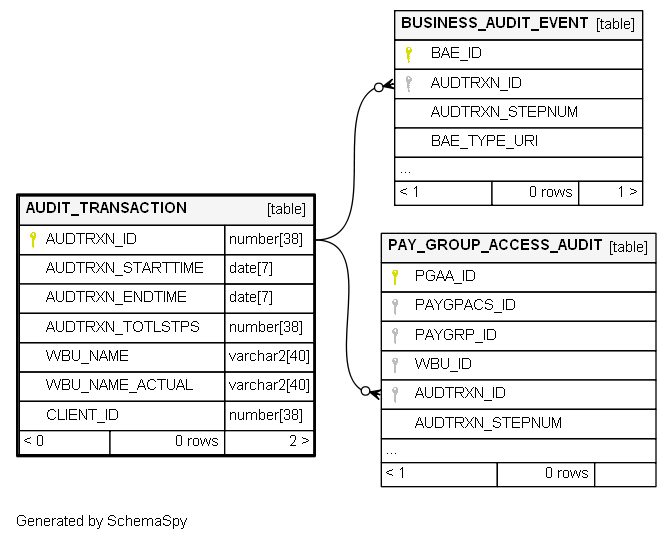 BUSINESS_AUDIT_EVENT [table]
BAE_ID
AUDTRXN_ID
AUDTRXN_STEPNUM
BAE_TYPE_URI
...
< 1 0 rows 1 >
AUDIT_TRANSACTION [table]
AUDTRXN_ID number[38]
AUDTRXN_STARTTIME date[7]
AUDTRXN_ENDTIME date[7]
AUDTRXN_TOTLSTPS number[38]
WBU_NAME varchar2[40]
WBU_NAME_ACTUAL varchar2[40]
CLIENT_ID number[38]
< 0 0 rows 2 >
PAY_GROUP_ACCESS_AUDIT [table]
PGAA_ID
PAYGPACS_ID
PAYGRP_ID
WBU_ID
AUDTRXN_ID
AUDTRXN_STEPNUM
...
< 1 0 rows
Generated by SchemaSpy